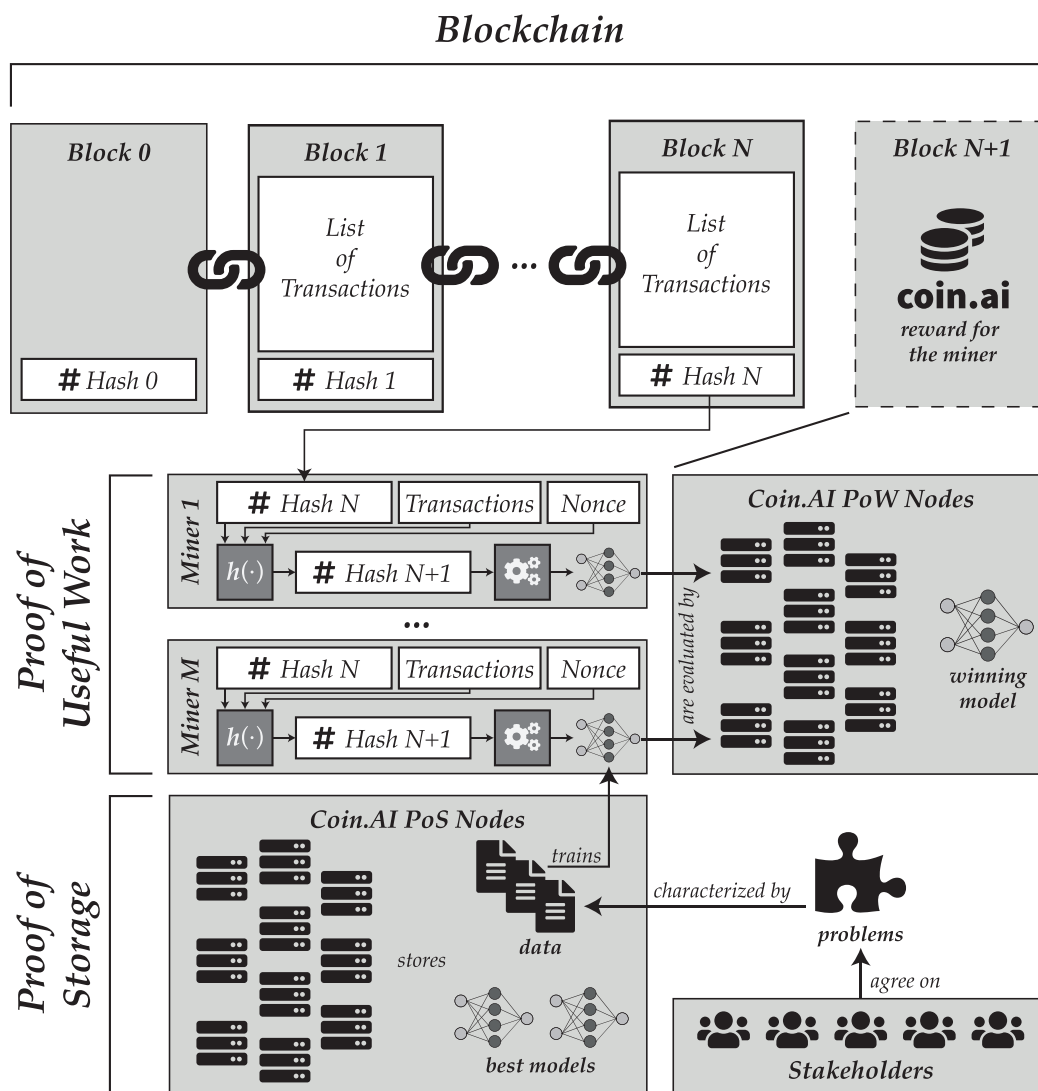 Blockchain
Block 0
# Hash 0
Block 1
List
of
Transactions
# Hash 1
...
Block N
List
of
Transactions
# Hash N
Block N+1
coin.ai
reward for
the miner
Proof of
Useful Work
Miner 1
# Hash N
Transactions
Nonce
h(·)
# Hash N+1
...
Miner M
# Hash N
Transactions
Nonce
h(·)
# Hash N+1
are evaluated by
Coin.AI PoW Nodes
winning
model
Proof of
Storage
Coin.AI PoS Nodes
stores
data
trains
best models
characterized by
problems
agree on
Stakeholders